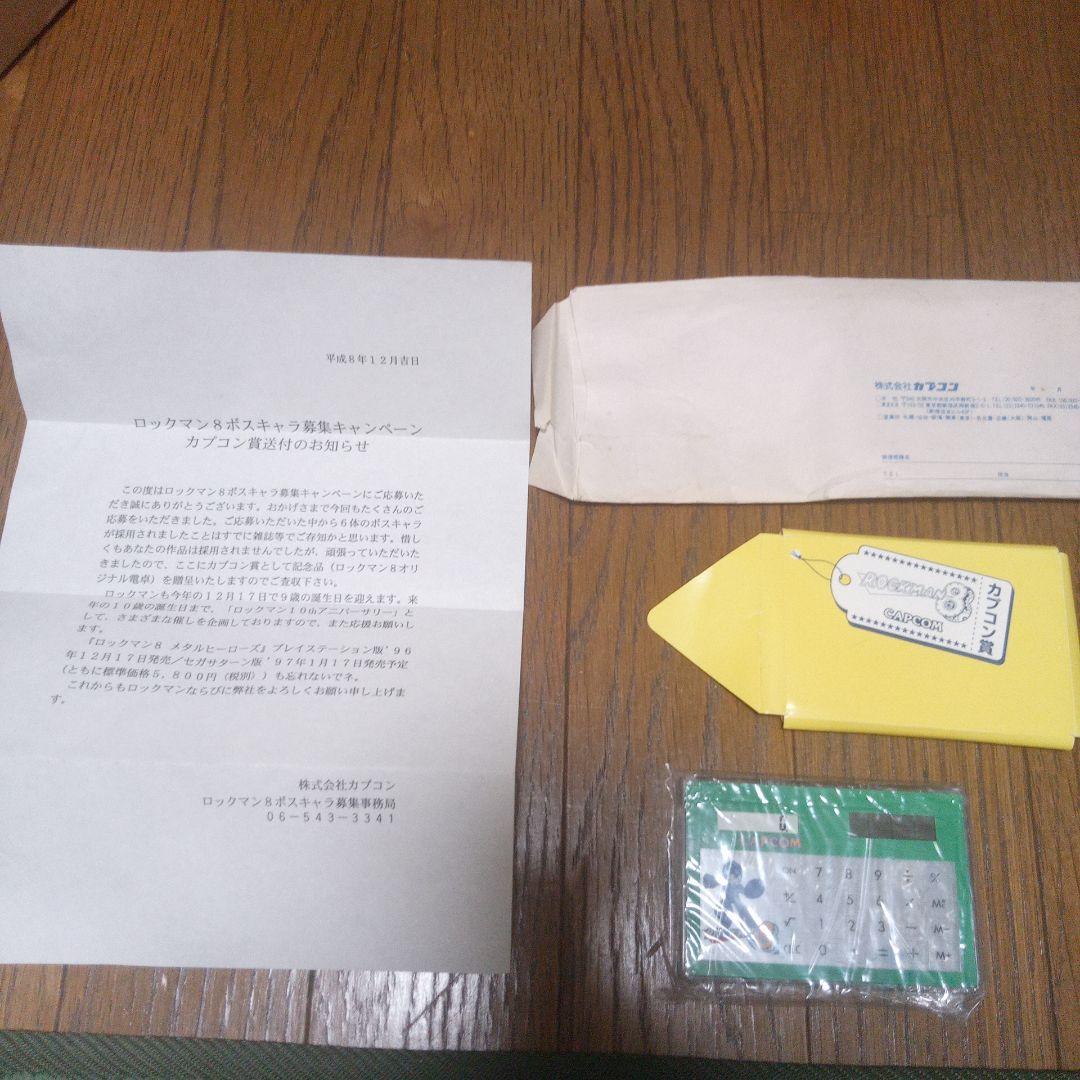 平成8年12月吉日
ロックマン8ボスキャラ募集キャンペーン
カプコン賞送付のお知らせ
この度はロックマン8ボスキャラ募集キャンペーンにご応募いた
だき誠にありがとうございます。おかげさまで今回もたくさんのご
応募をいただきました。ご応募いただいた中から6体のボスキャラ
が採用されましたことはすでに雑誌等でご存知かと思います。惜し
くもあなたの作品は採用されませんでしたが、頑張っていただいた
きましたので、ここにカプコン賞として記念品(ロックマン8オリ
ジナル電卓)を贈呈いたしますのでご査収下さい。
ロックマンも今年の12月17日で9歳の誕生日を迎えます。来
年の10歳の誕生日まで、「ロックマン10thアニバーサリー」と
して、さまざまな催しを企画しておりますので、また応援お願いし
ます。
『ロックマン8 メタルヒーローズ』プレイステーション版'96
年12月17日発売/セガサターン版'97年1月17日発売予定
(ともに標準価格5,800円(税別))も忘れないでネ。
これからもロックマンならびに弊社をよろしくお願い申し上げま
す。
株式会社カプコン
ロックマン8ボスキャラ募集事務局
06-543-3341
株式会社カプコン
年 月
ROCKMAN8
CAPCOM
カプコン賞
CAPCOM
ON 7 8 9 ÷ %
+/- 4 5 6 × M
√ 1 2 3 - M-
C/C 0 = + M+